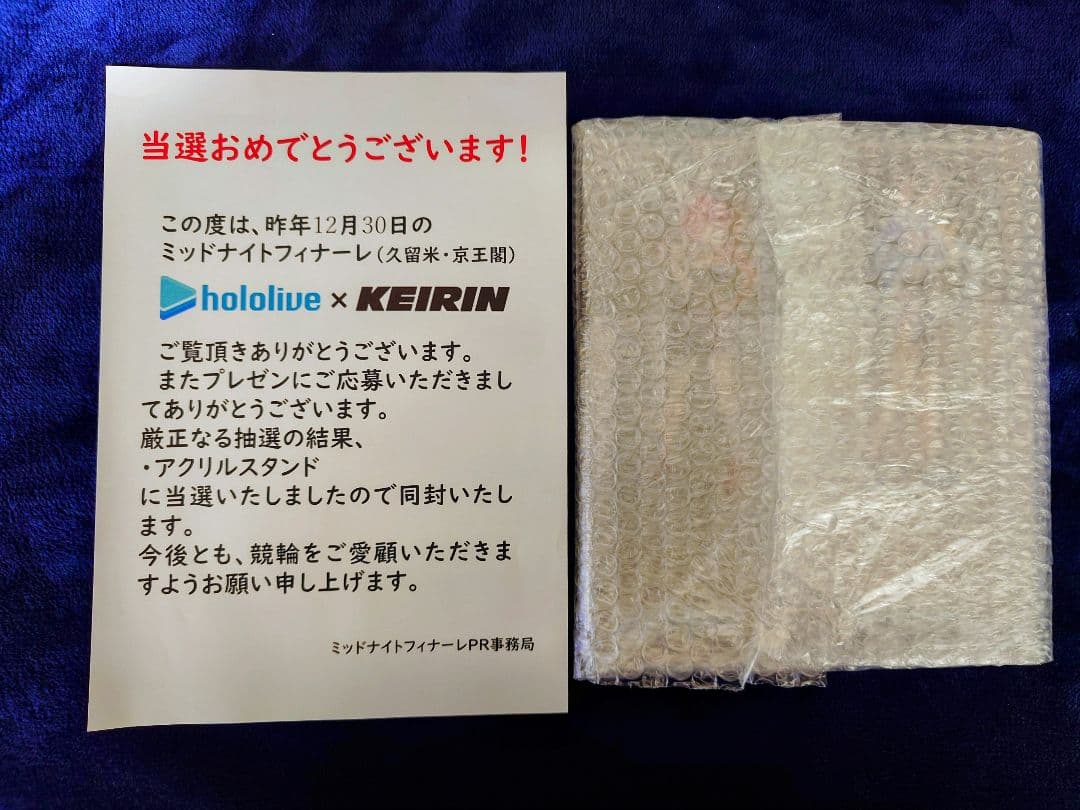 当選おめでとうございます!
この度は、昨年12月30日の
ミッドナイトフィナーレ(久留米・京王閣)
hololive × KEIRIN
ご覧頂きありがとうございます。
またプレゼンにご応募いただきまし
てありがとうございます。
厳正なる抽選の結果、
・アクリルスタンド
に当選いたしましたので同封いたし
ます。
今後とも、競輪をご愛顧いただきま
すようお願い申し上げます。
ミッドナイトフィナーレPR事務局